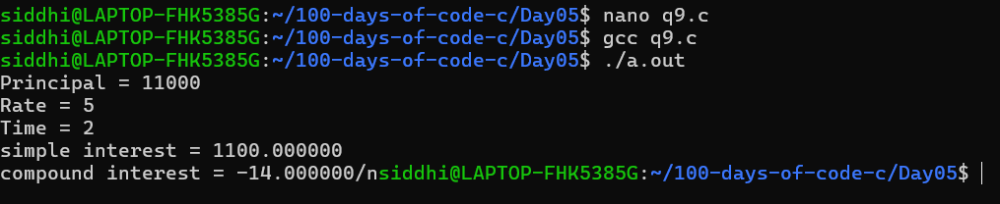 siddhi@LAPTOP-FHK5385G:~/100-days-of-code-c/Day05$ nano q9.c
siddhi@LAPTOP-FHK5385G:~/100-days-of-code-c/Day05$ gcc q9.c
siddhi@LAPTOP-FHK5385G:~/100-days-of-code-c/Day05$ ./a.out
Principal = 11000
Rate = 5
Time = 2
simple interest = 1100.000000
compound interest = -14.000000/nsiddhi@LAPTOP-FHK5385G:~/100-days-of-code-c/Day05$